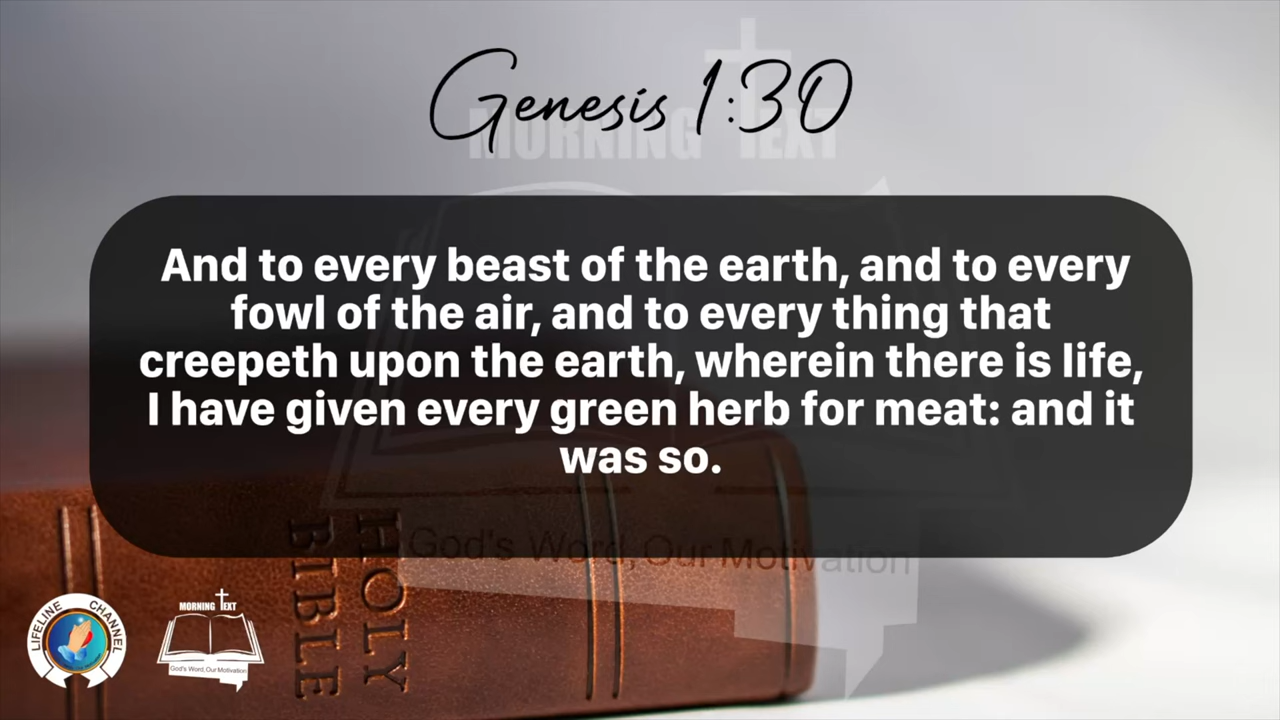 Genesis 1:30
MORNING TEXT
And to every beast of the earth, and to every
fowl of the air, and to every thing that
creepeth upon the earth, wherein there is life,
I have given every green herb for meat: and it
was so.
God's Word, Our Motivation
HOLY
BIBLE
LIFELINE CHANNEL
MORNING TEXT
God's Word, Our Motivation